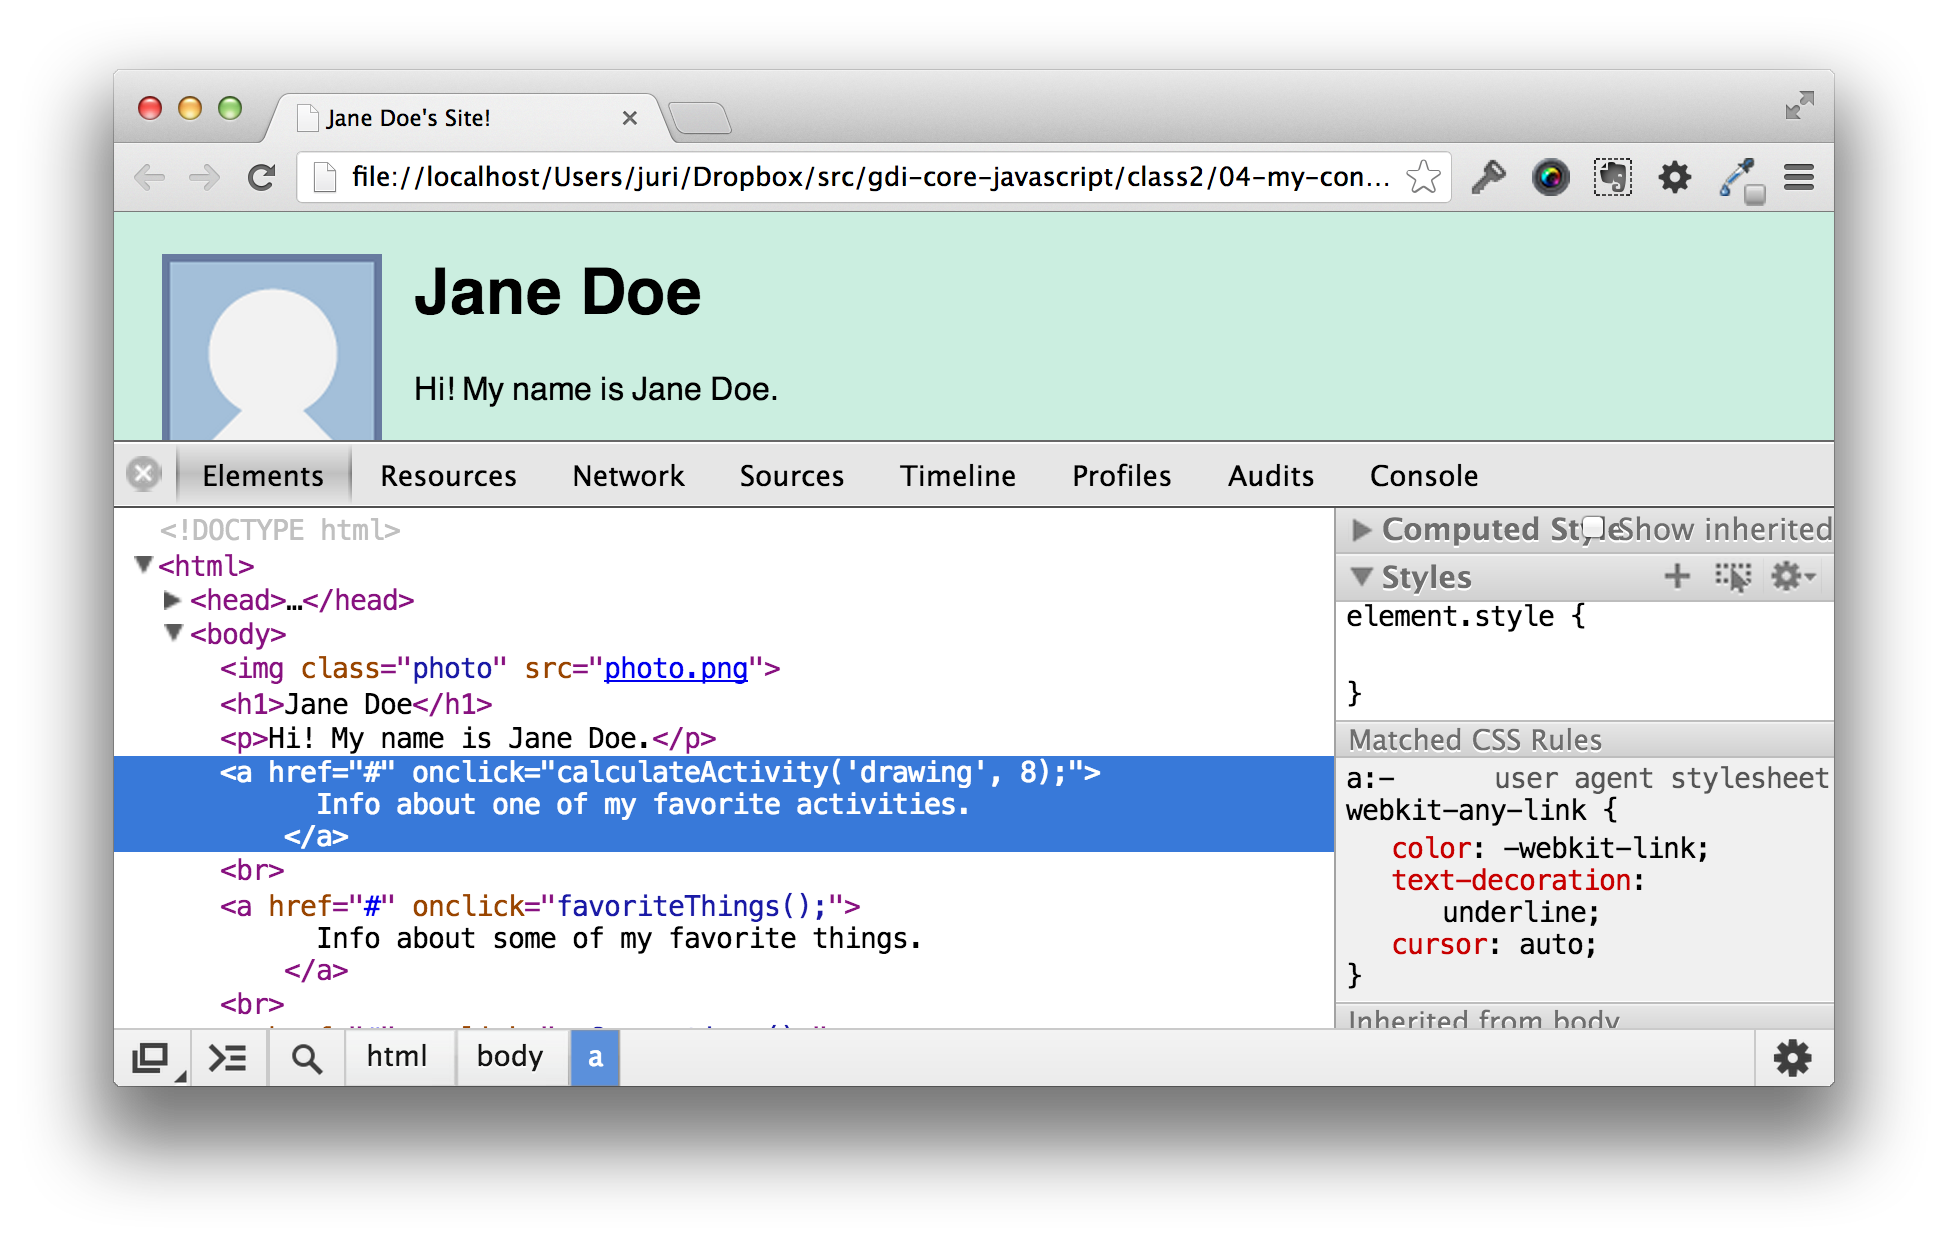 Jane Doe's Site!
file://localhost/Users/juri/Dropbox/src/gdi-core-javascript/class2/04-my-con...
Jane Doe
Hi! My name is Jane Doe.
Elements Resources Network Sources Timeline Profiles Audits Console
<!DOCTYPE html>
<html>
<head>…</head>
<body>
<img class="photo" src="photo.png">
<h1>Jane Doe</h1>
<p>Hi! My name is Jane Doe.</p>
<a href="#" onclick="calculateActivity('drawing', 8);">
Info about one of my favorite activities.
</a>
<br>
<a href="#" onclick="favoriteThings();">
Info about some of my favorite things.
</a>
<br>
Computed Style Show inherited
Styles
element.style {
}
Matched CSS Rules
a:- user agent stylesheet
webkit-any-link {
color: -webkit-link;
text-decoration:
underline;
cursor: auto;
}
Inherited from body
html body a